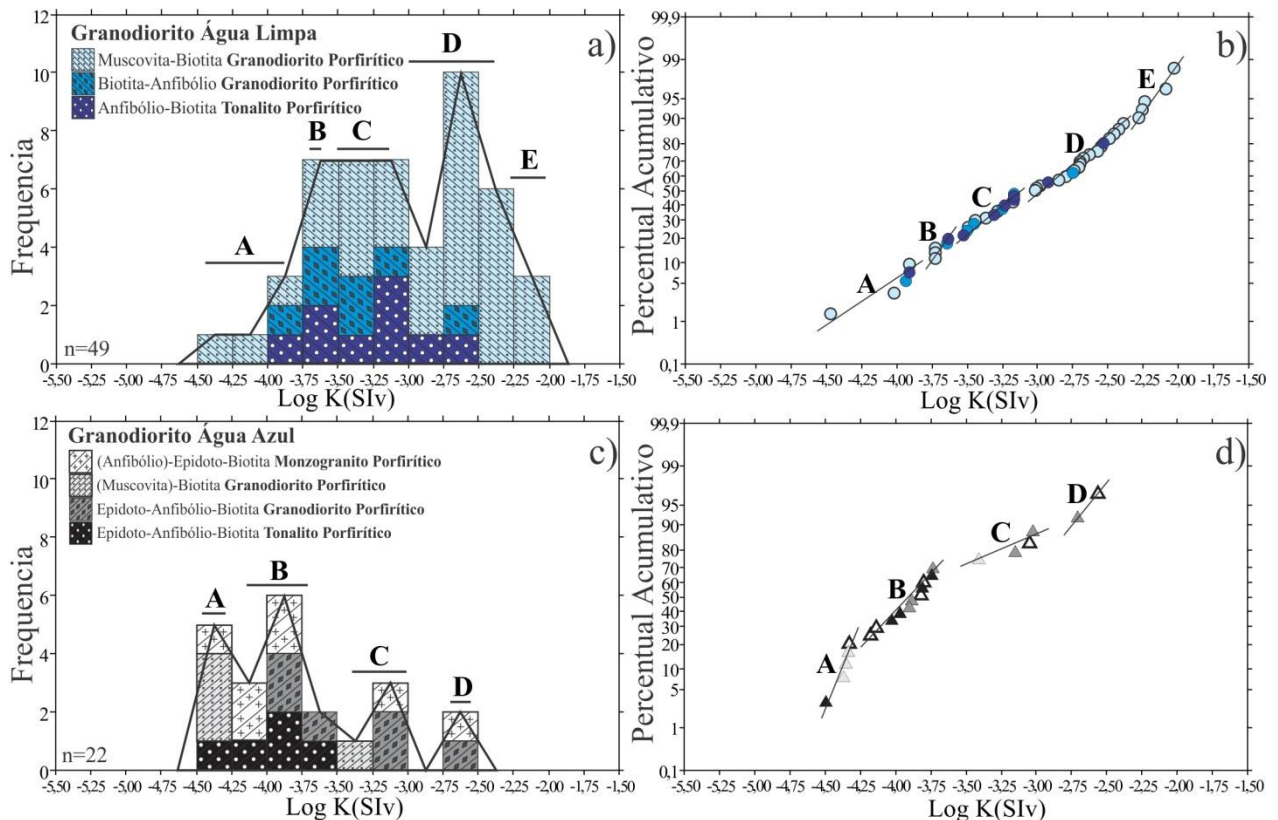 Granodiorito Água Limpa
Muscovita-Biotita Granodiorito Porfirítico
Biotita-Anfibólio Granodiorito Porfirítico
Anfibólio-Biotita Tonalito Porfirítico
a)
A
B
C
D
E
n=49
Frequencia
12
10
8
6
4
2
0
-5,50 -5,00 -4,50 -4,00 -3,50 -3,00 -2,50 -2,00 -1,50
-5,25 -4,75 -4,25 -3,75 -3,25 -2,75 -2,25 -1,75
Log K(SIv)
b)
A
B
C
D
E
Percentual Acumulativo
99,9
99
95
90
80
70
60
50
40
30
20
10
5
1
0,1
-5,50 -5,00 -4,50 -4,00 -3,50 -3,00 -2,50 -2,00 -1,50
-5,25 -4,75 -4,25 -3,75 -3,25 -2,75 -2,25 -1,75
Log K(SIv)
Granodiorito Água Azul
(Anfibólio)-Epidoto-Biotita Monzogranito Porfirítico
(Muscovita)-Biotita Granodiorito Porfirítico
Epidoto-Anfibólio-Biotita Granodiorito Porfirítico
Epidoto-Anfibólio-Biotita Tonalito Porfirítico
c)
A
B
C
D
n=22
Frequencia
12
10
8
6
4
2
0
-5,50 -5,00 -4,50 -4,00 -3,50 -3,00 -2,50 -2,00 -1,50
-5,25 -4,75 -4,25 -3,75 -3,25 -2,75 -2,25 -1,75
Log K(SIv)
d)
A
B
C
D
Percentual Acumulativo
99,9
99
95
90
80
70
60
50
40
30
20
10
5
1
0,1
-5,50 -5,00 -4,50 -4,00 -3,50 -3,00 -2,50 -2,00 -1,50
-5,25 -4,75 -4,25 -3,75 -3,25 -2,75 -2,25 -1,75
Log K(SIv)